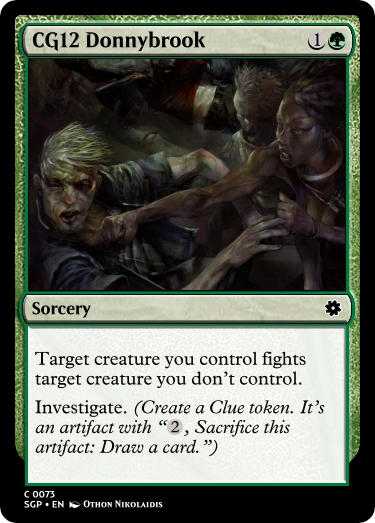 CG12 Donnybrook 1
Sorcery
Target creature you control fights
target creature you don't control.
Investigate. (Create a Clue token. It's
an artifact with “2, Sacrifice this
artifact: Draw a card.”)
C 0073
SGP • EN Othon Nikolaidis